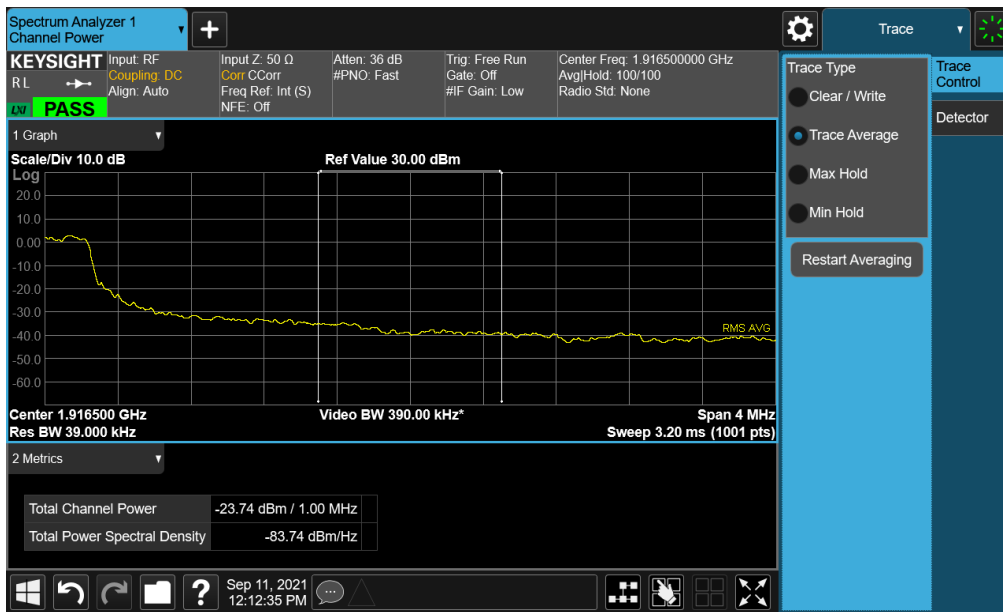 Spectrum Analyzer 1
Channel Power
+
Trace
KEYSIGHT
R L
LXI
PASS
Input: RF
Coupling: DC
Align: Auto
Input Z: 50 Ω
Corr CCorr
Freq Ref: Int (S)
NFE: Off
Atten: 36 dB
#PNO: Fast
Trig: Free Run
Gate: Off
#IF Gain: Low
Center Freq: 1.916500000 GHz
Avg|Hold: 100/100
Radio Std: None
1 Graph
Scale/Div 10.0 dB
Ref Value 30.00 dBm
Log
20.0
10.0
0.00
-10.0
-20.0
-30.0
-40.0
-50.0
-60.0
RMS AVG
Center 1.916500 GHz
Video BW 390.00 kHz*
Span 4 MHz
Res BW 39.000 kHz
Sweep 3.20 ms (1001 pts)
2 Metrics
Total Channel Power
-23.74 dBm / 1.00 MHz
Total Power Spectral Density
-83.74 dBm/Hz
Trace Type
Clear / Write
Trace Average
Max Hold
Min Hold
Restart Averaging
Trace
Control
Detector
?
Sep 11, 2021
12:12:35 PM